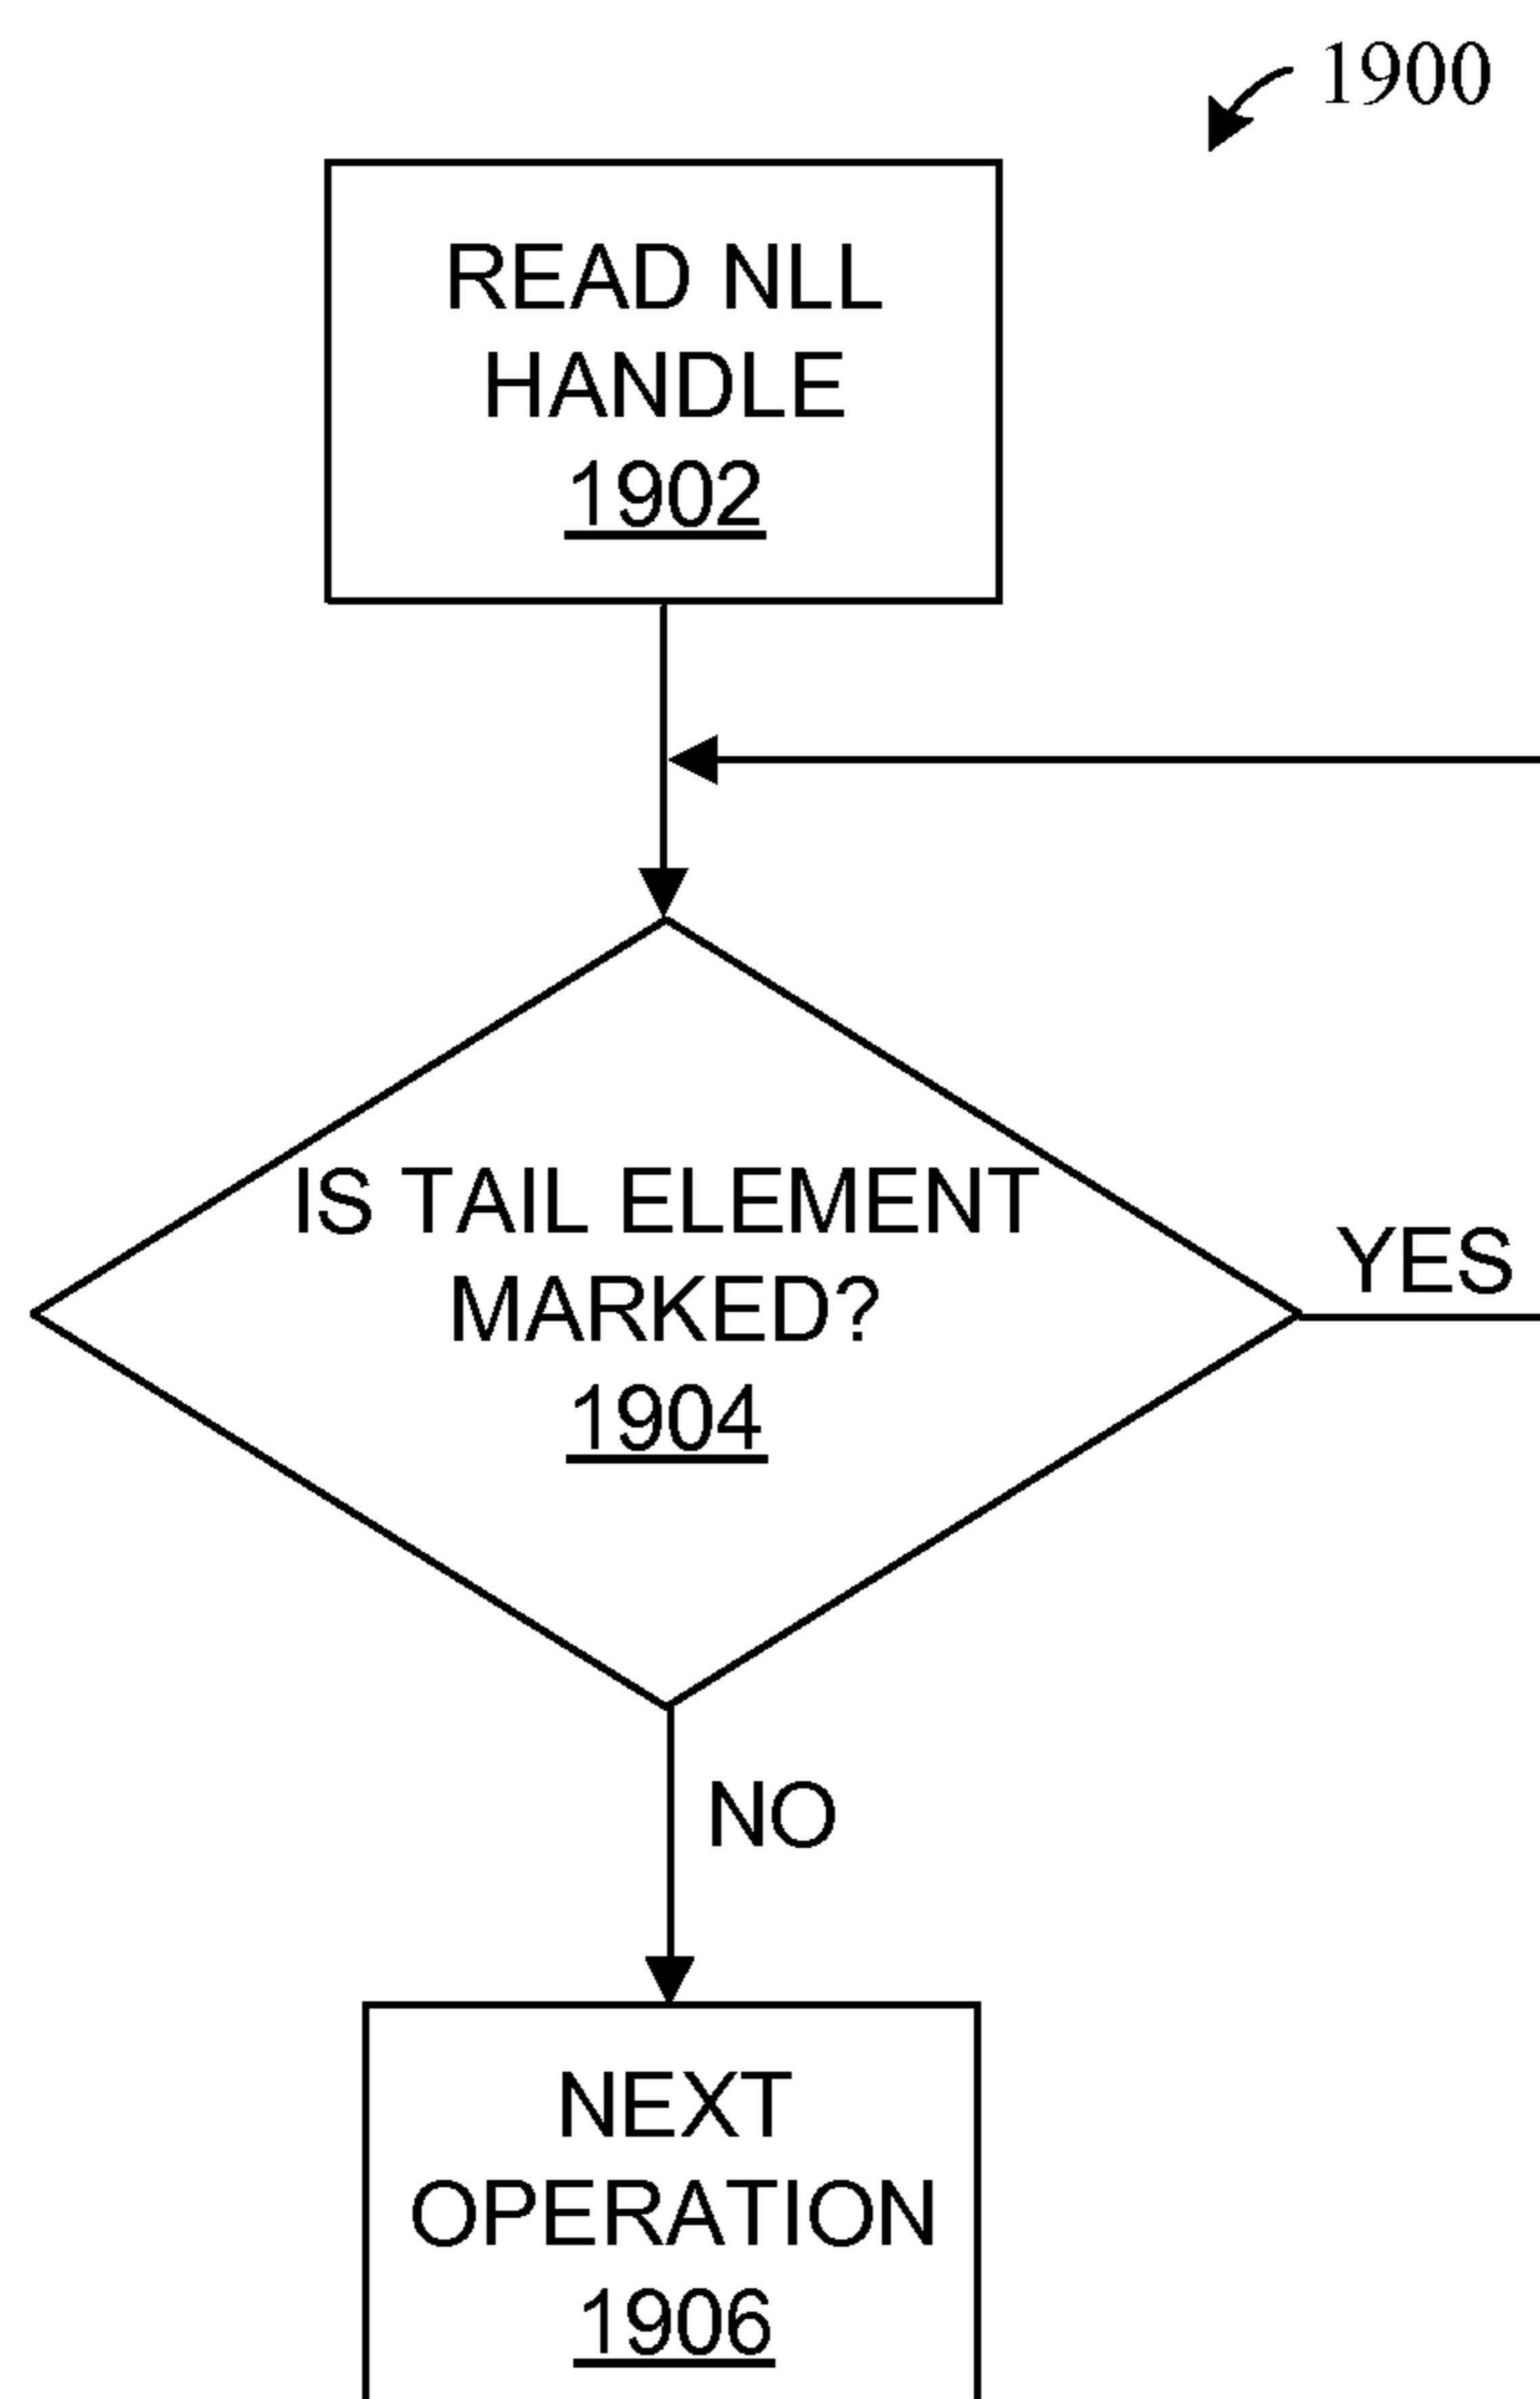 1900
READ NLL
HANDLE
1902
IS TAIL ELEMENT
MARKED?
1904
YES
NO
NEXT
OPERATION
1906